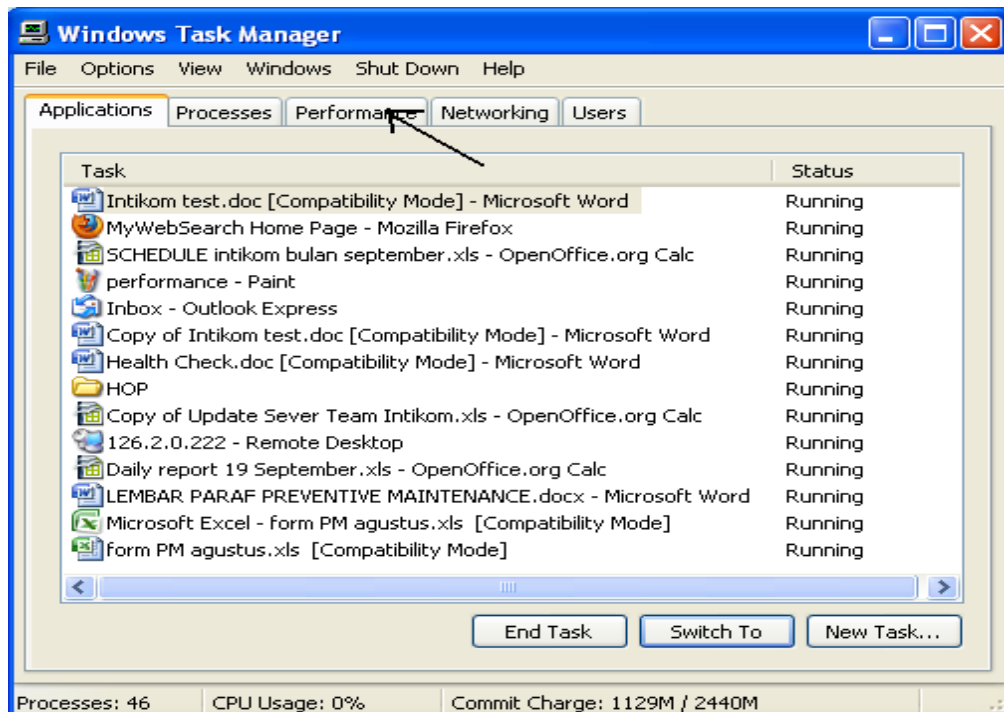 Windows Task Manager
File Options View Windows Shut Down Help
Applications Processes Performance Networking Users
Task Status
Intikom test.doc [Compatibility Mode] - Microsoft Word Running
MyWebSearch Home Page - Mozilla Firefox Running
SCHEDULE intikom bulan september.xls - OpenOffice.org Calc Running
performance - Paint Running
Inbox - Outlook Express Running
Copy of Intikom test.doc [Compatibility Mode] - Microsoft Word Running
Health Check.doc [Compatibility Mode] - Microsoft Word Running
HOP Running
Copy of Update Sever Team Intikom.xls - OpenOffice.org Calc Running
126.2.0.222 - Remote Desktop Running
Daily report 19 September.xls - OpenOffice.org Calc Running
LEMBAR PARAF PREVENTIVE MAINTENANCE.docx - Microsoft Word Running
Microsoft Excel - form PM agustus.xls [Compatibility Mode] Running
form PM agustus.xls [Compatibility Mode] Running
End Task Switch To New Task...
Processes: 46 CPU Usage: 0% Commit Charge: 1129M / 2440M